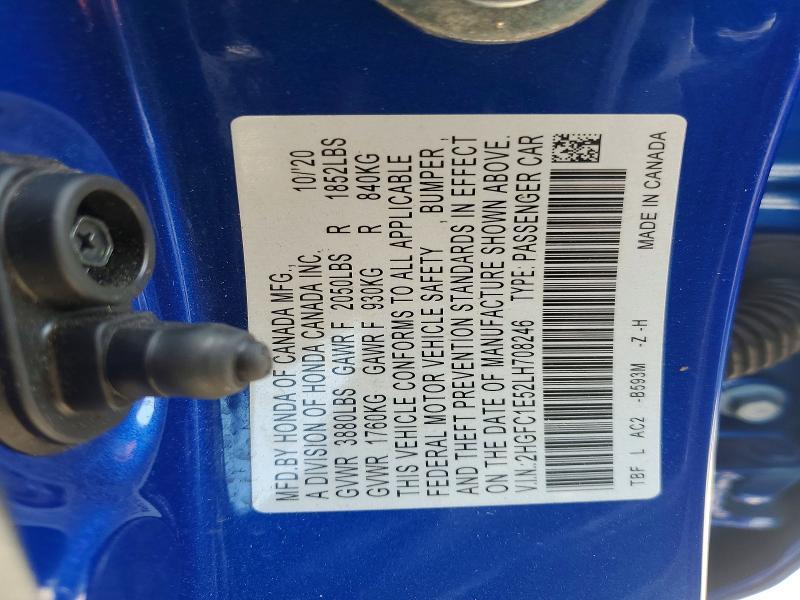 MFD.BY HONDA OF CANADA MFG., 10/'20
A DIVISION OF HONDA CANADA INC.
GVWR 3880LBS GAWR F 2050LBS R 1852LBS
GVWR 1760KG GAWR F 930KG R 840KG
THIS VEHICLE CONFORMS TO ALL APPLICABLE
FEDERAL MOTOR VEHICLE SAFETY , BUMPER ,
AND THEFT PREVENTION STANDARDS IN EFFECT
ON THE DATE OF MANUFACTURE SHOWN ABOVE.
V.I.N.: 2HGFC1E52LH708246 TYPE: PASSENGER CAR
TBF L AC2 -B593M -Z -H MADE IN CANADA